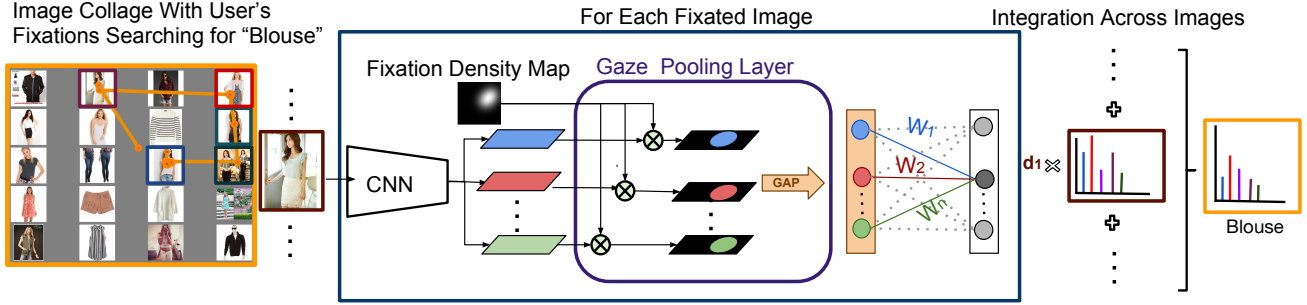 Image Collage With User's
Fixations Searching for "Blouse"
For Each Fixated Image
Integration Across Images
Fixation Density Map
Gaze Pooling Layer
CNN
GAP
W1
W2
Wn
d1
Blouse